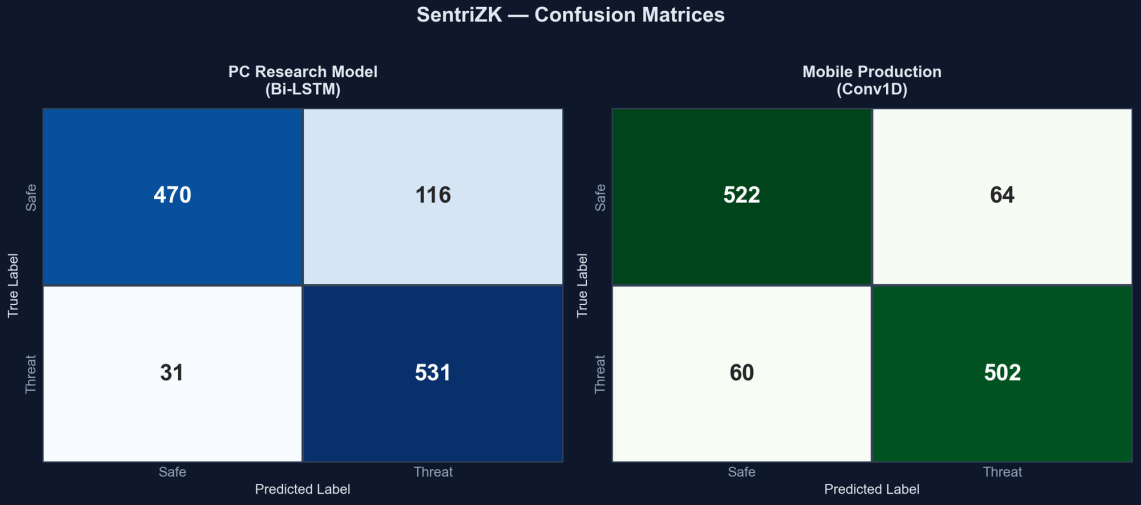 SentriZK — Confusion Matrices
PC Research Model
(Bi-LSTM)
True Label
Safe
Threat
470
116
31
531
Safe
Threat
Predicted Label
Mobile Production
(Conv1D)
True Label
Safe
Threat
522
64
60
502
Safe
Threat
Predicted Label